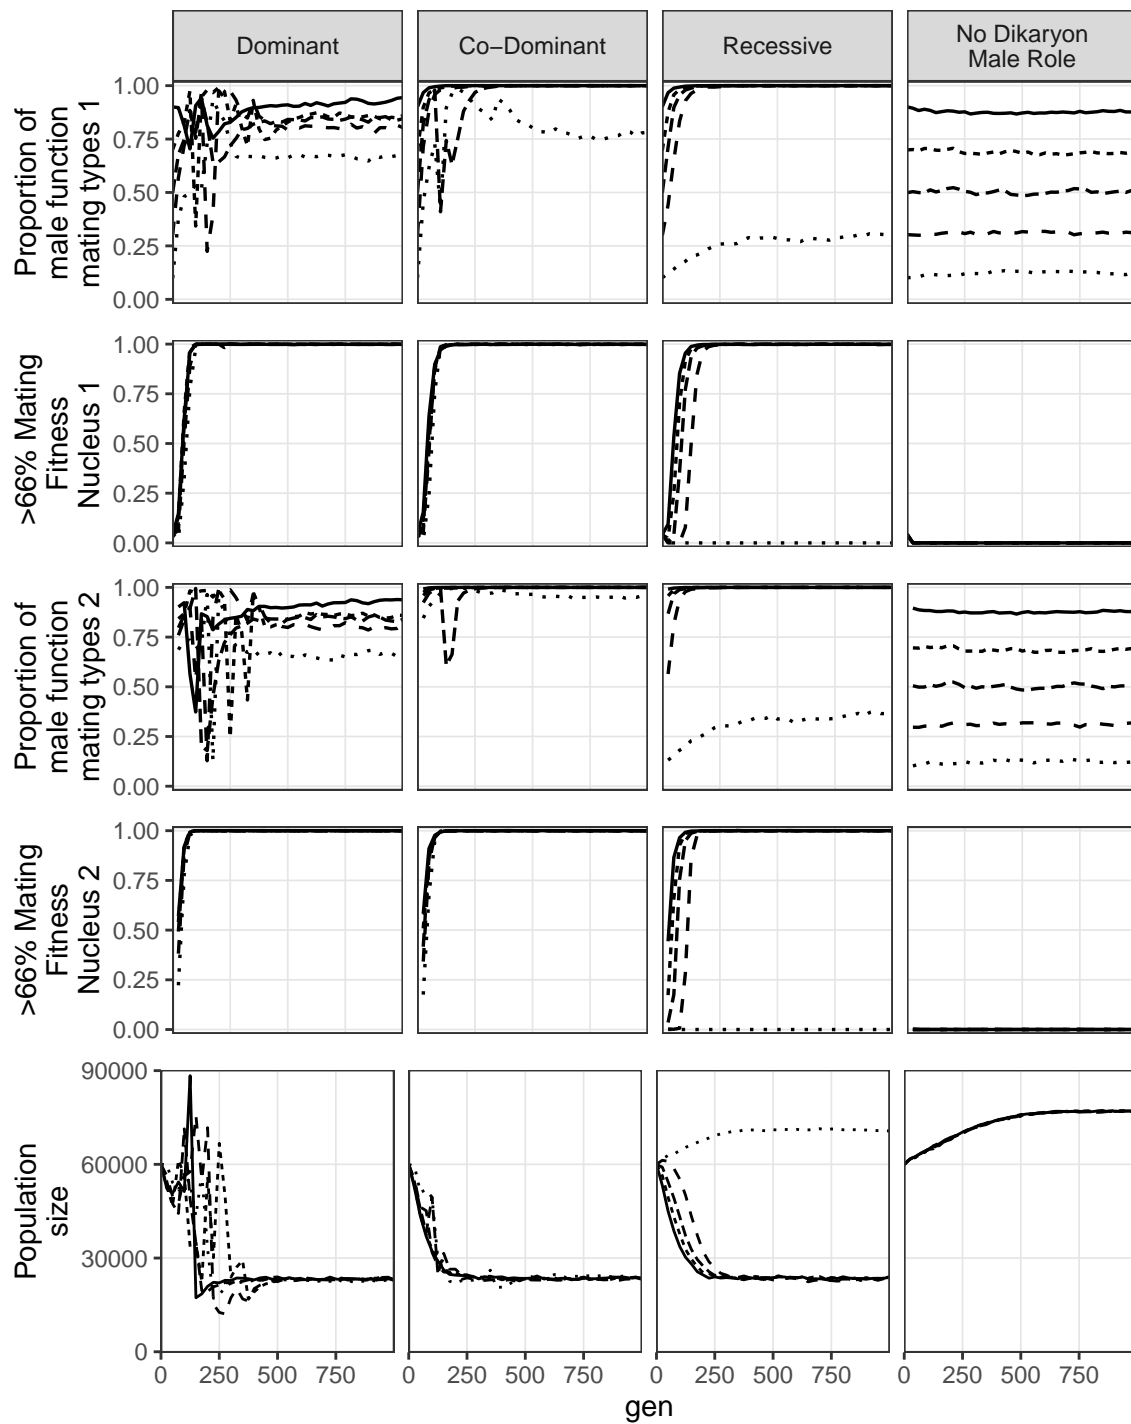 Dominant
Co−Dominant
Recessive
No Dikaryon
Male Role
Proportion of
male function
mating types 1
1.00
0.75
0.50
0.25
0.00
>66% Mating
Fitness
Nucleus 1
1.00
0.75
0.50
0.25
0.00
Proportion of
male function
mating types 2
1.00
0.75
0.50
0.25
0.00
>66% Mating
Fitness
Nucleus 2
1.00
0.75
0.50
0.25
0.00
Population
size
90000
60000
30000
0
0 250 500 750
0 250 500 750
0 250 500 750
0 250 500 750
gen